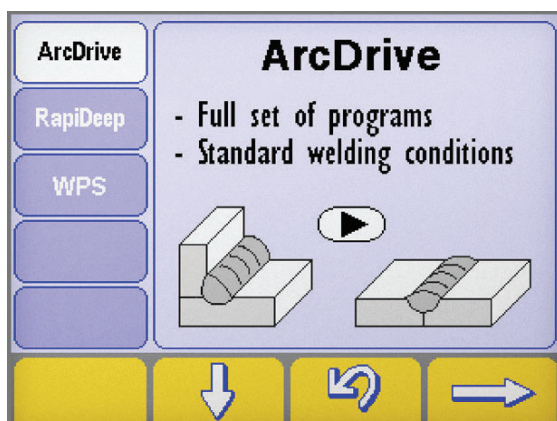 ArcDrive
RapiDeep
WPS
ArcDrive
- Full set of programs
- Standard welding conditions